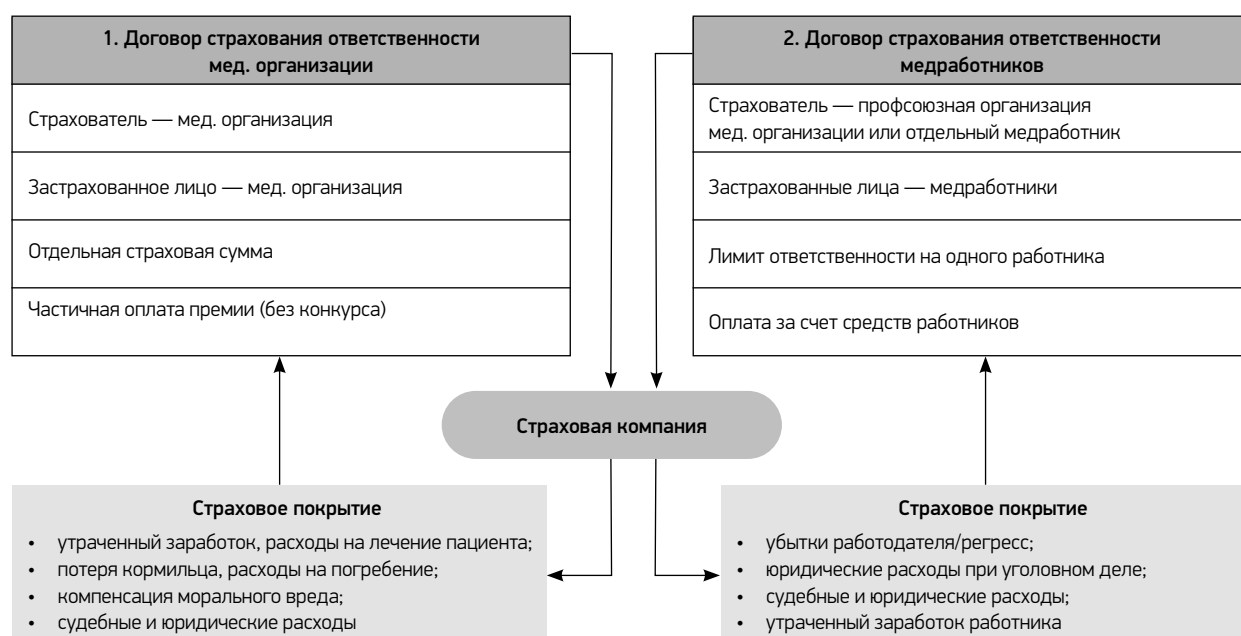 1. Договор страхования ответственности
мед. организации
Страхователь — мед. организация
Застрахованное лицо — мед. организация
Отдельная страховая сумма
Частичная оплата премии (без конкурса)
2. Договор страхования ответственности
медработников
Страхователь — профсоюзная организация
мед. организации или отдельный медработник
Застрахованные лица — медработники
Лимит ответственности на одного работника
Оплата за счет средств работников
Страховая компания
Страховое покрытие
• утраченный заработок, расходы на лечение пациента;
• потеря кормильца, расходы на погребение;
• компенсация морального вреда;
• судебные и юридические расходы
Страховое покрытие
• убытки работодателя/регресс;
• юридические расходы при уголовном деле;
• судебные и юридические расходы;
• утраченный заработок работника